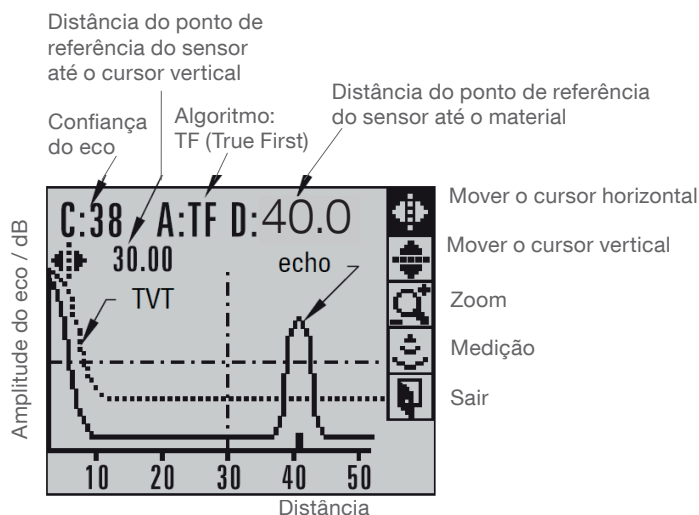 Distância do ponto de
referência do sensor
até o cursor vertical
Confiança
do eco
Algoritmo:
TF (True First)
Distância do ponto de referência
do sensor até o material
C:38 A:TF D:40.0
30.00
echo
TVT
Amplitude do eco / dB
10 20 30 40 50
Distância
Mover o cursor horizontal
Mover o cursor vertical
Zoom
Medição
Sair